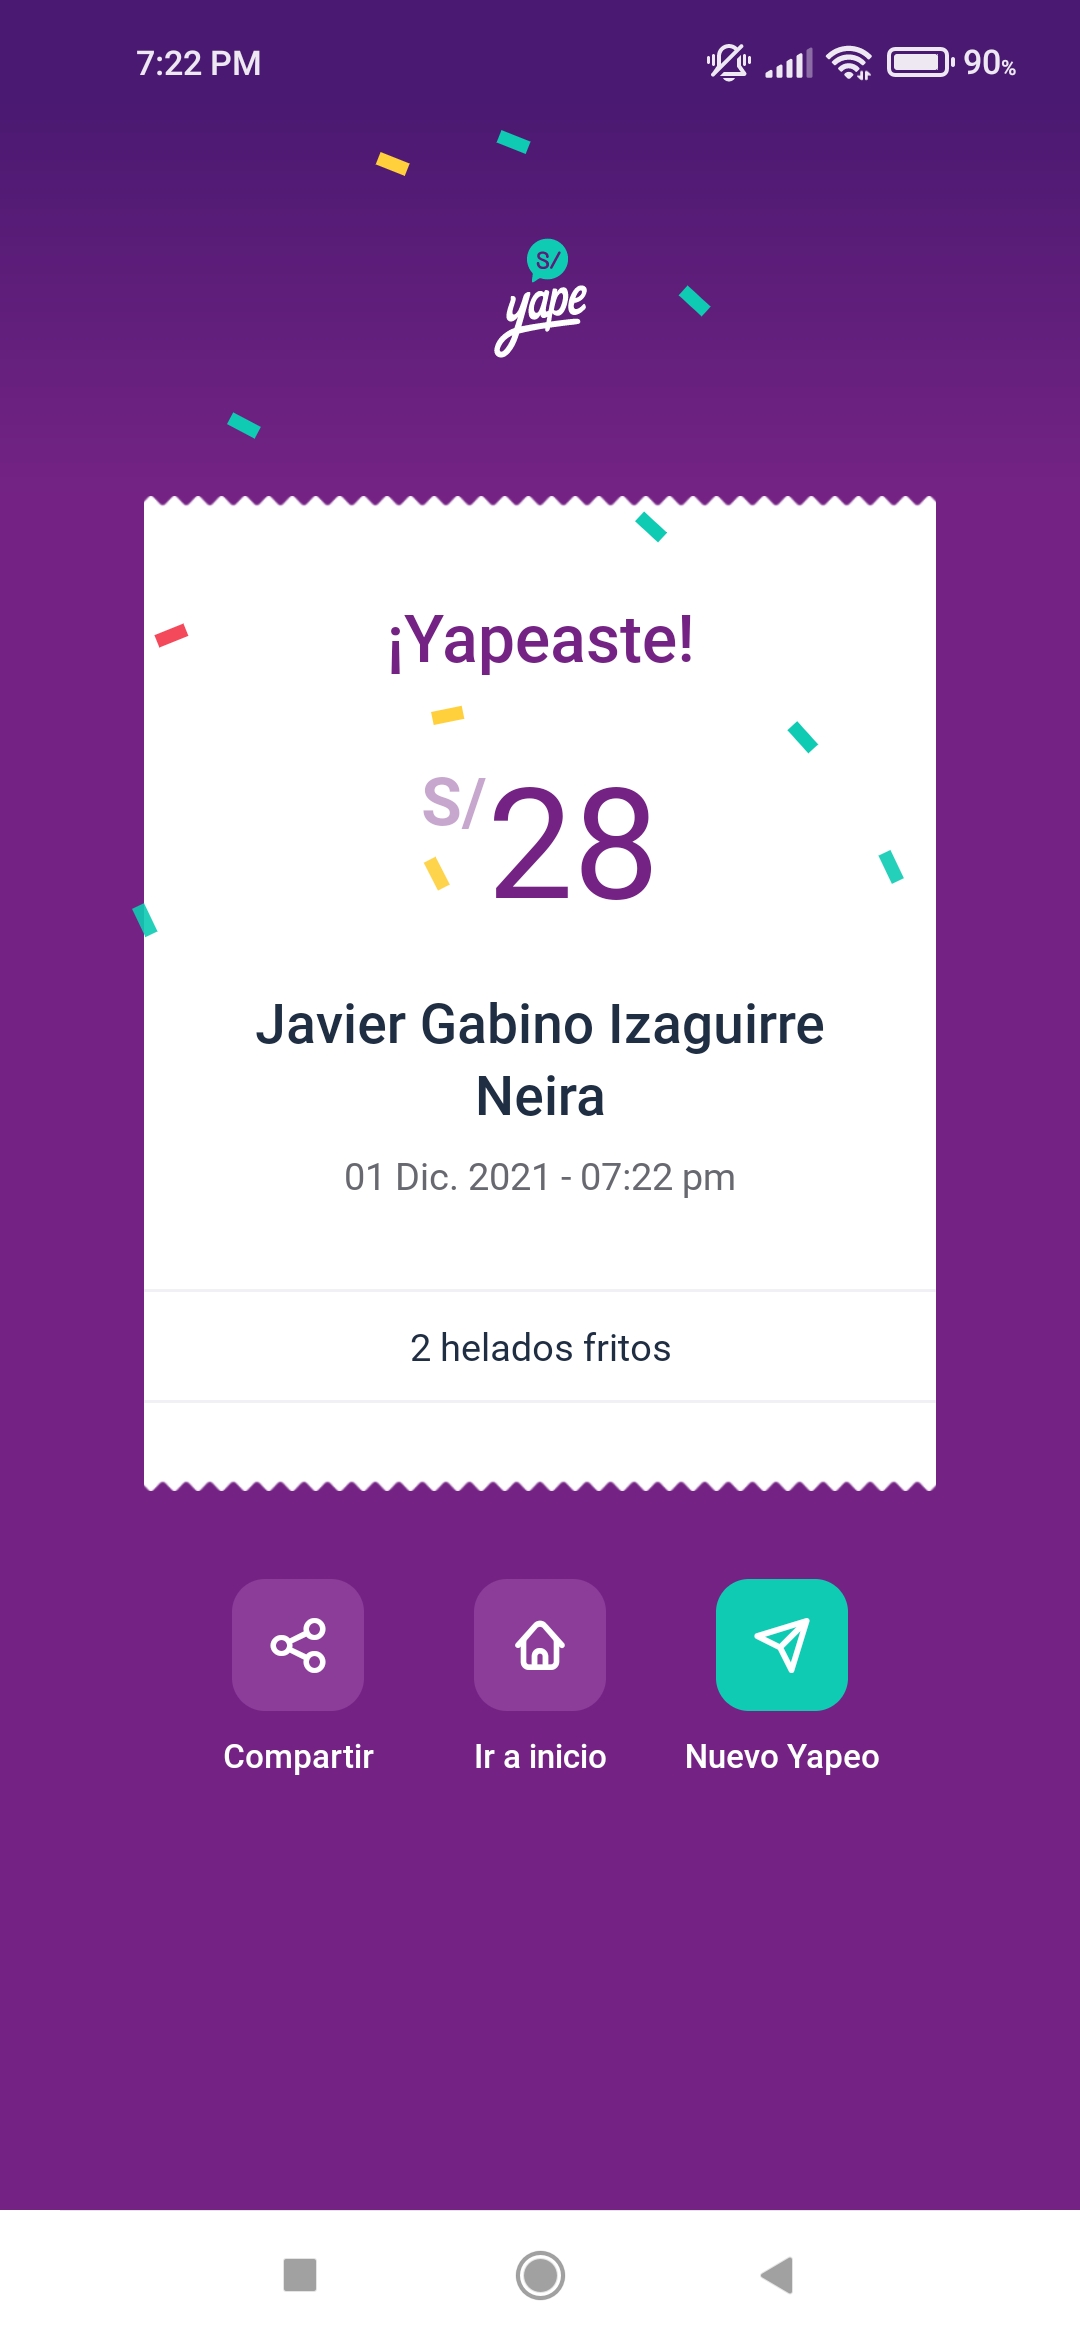 7:22 PM
90%
S/
yape
¡Yapeaste!
S/28
Javier Gabino Izaguirre
Neira
01 Dic. 2021 - 07:22 pm
2 helados fritos
Compartir
Ir a inicio
Nuevo Yapeo